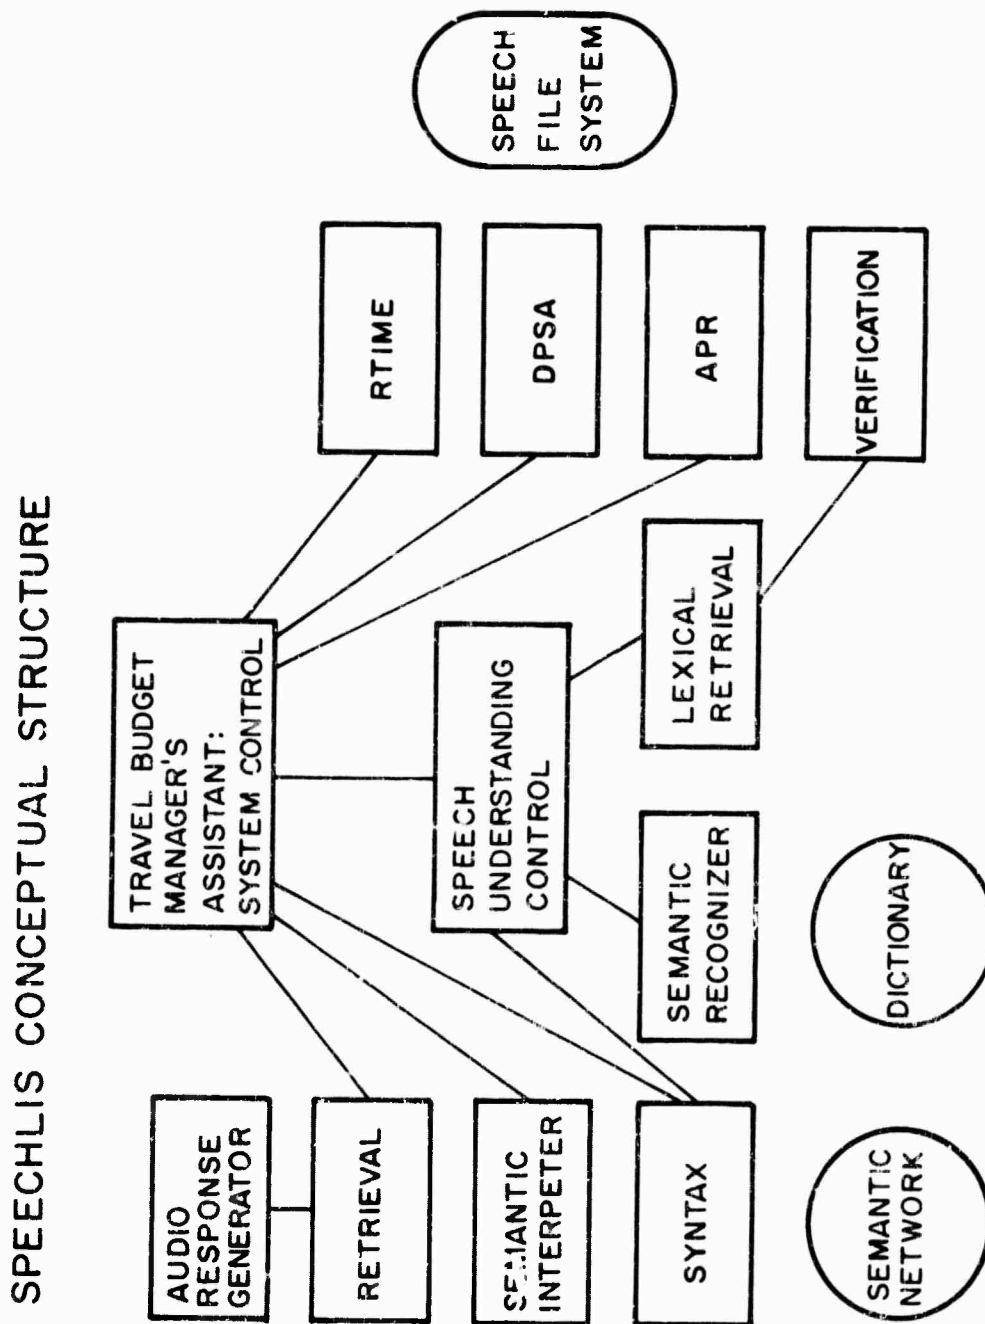 SPEECHLIS CONCEPTUAL STRUCTURE
TRAVEL BUDGET
MANAGER'S
ASSISTANT:
SYSTEM CONTROL
AUDIO
RESPONSE
GENERATOR
RETRIEVAL
SEMANTIC
INTERPETER
SYNTAX
SPEECH
UNDERSTANDING
CONTROL
SEMANTIC
RECOGNIZER
LEXICAL
RETRIEVAL
RTIME
DPSA
APR
VERIFICATION
SEMANTIC
NETWORK
DICTIONARY
SPEECH
FILE
SYSTEM